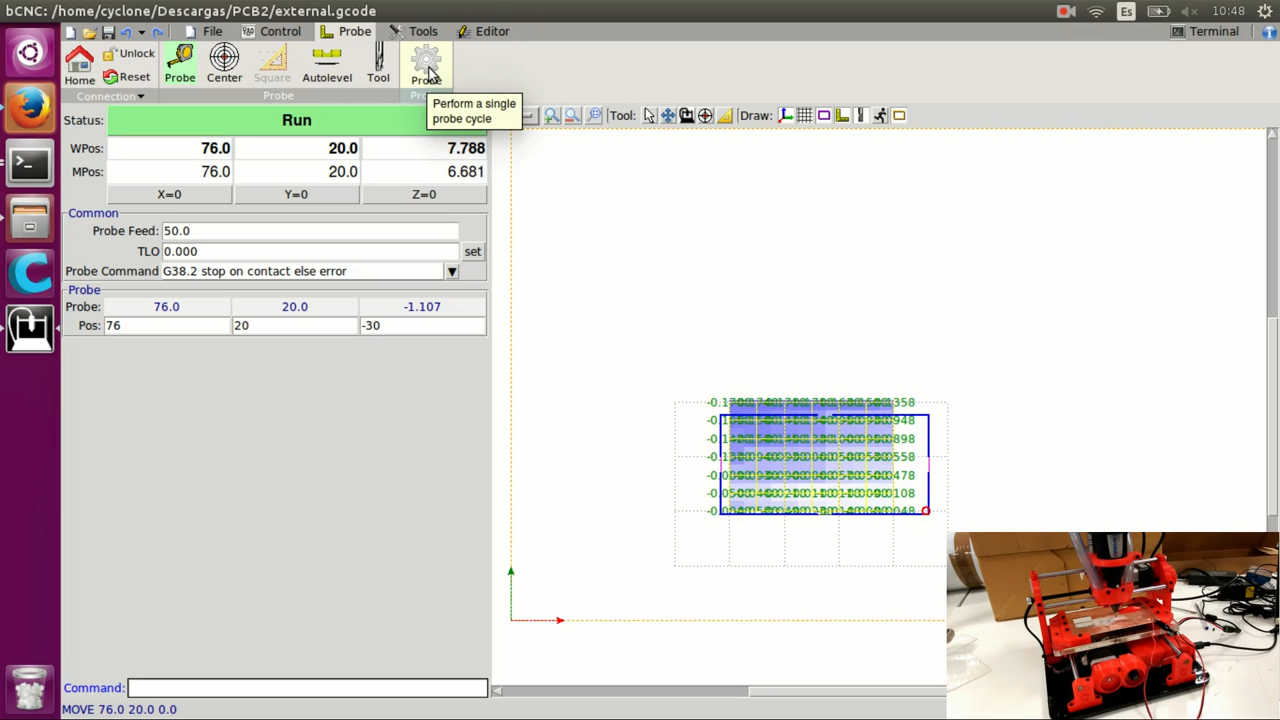 bCNC: /home/cyclone/Descargas/PCB2/external.gcode
Es
10:48
File
Control
Probe
Tools
Editor
Terminal
Home
Unlock
Reset
Probe
Center
Square
Autolevel
Tool
Probe
Connection
Probe
Perform a single
probe cycle
Status:
Run
Tool:
Draw:
WPos:
76.0
20.0
7.788
MPos:
76.0
20.0
6.681
X=0
Y=0
Z=0
Common
Probe Feed:
50.0
TLO
0.000
set
Probe Command
G38.2 stop on contact else error
Probe
Probe:
76.0
20.0
-1.107
Pos:
76
20
-30
Command:
MOVE 76.0 20.0 0.0